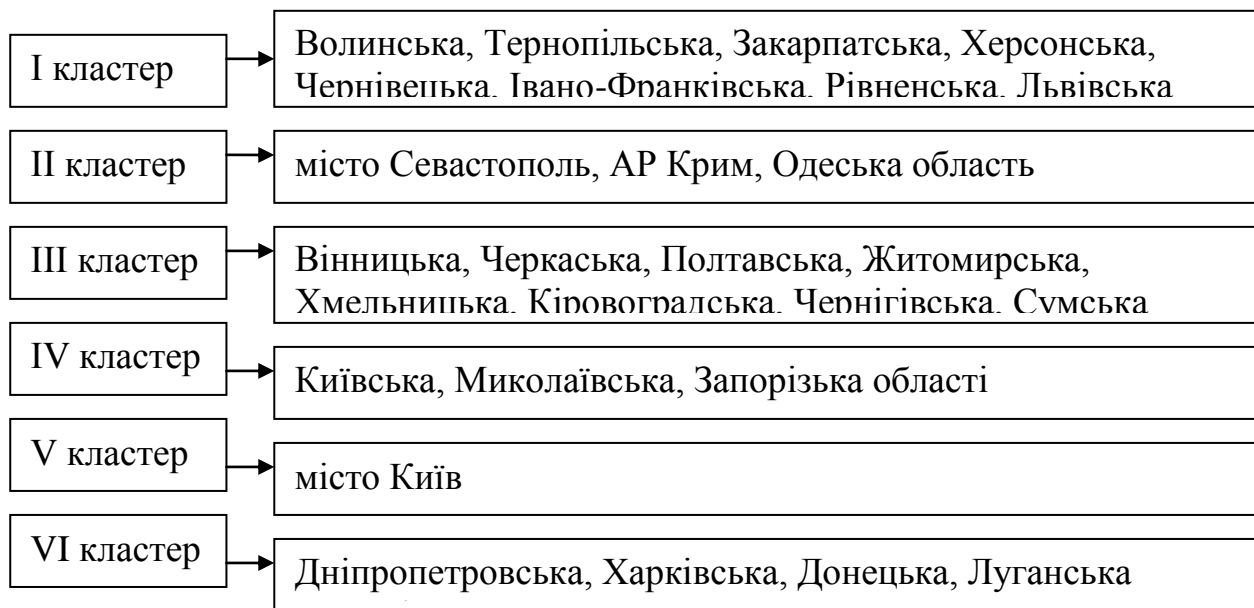 I кластер
Волинська, Тернопільська, Закарпатська, Херсонська,
Чернівецька, Івано-Франківська, Рівненська, Львівська
II кластер
місто Севастополь, АР Крим, Одеська область
III кластер
Вінницька, Черкаська, Полтавська, Житомирська,
Хмельницька, Кіровоградська, Чернігівська, Сумська
IV кластер
Київська, Миколаївська, Запорізька області
V кластер
місто Київ
VI кластер
Дніпропетровська, Харківська, Донецька, Луганська